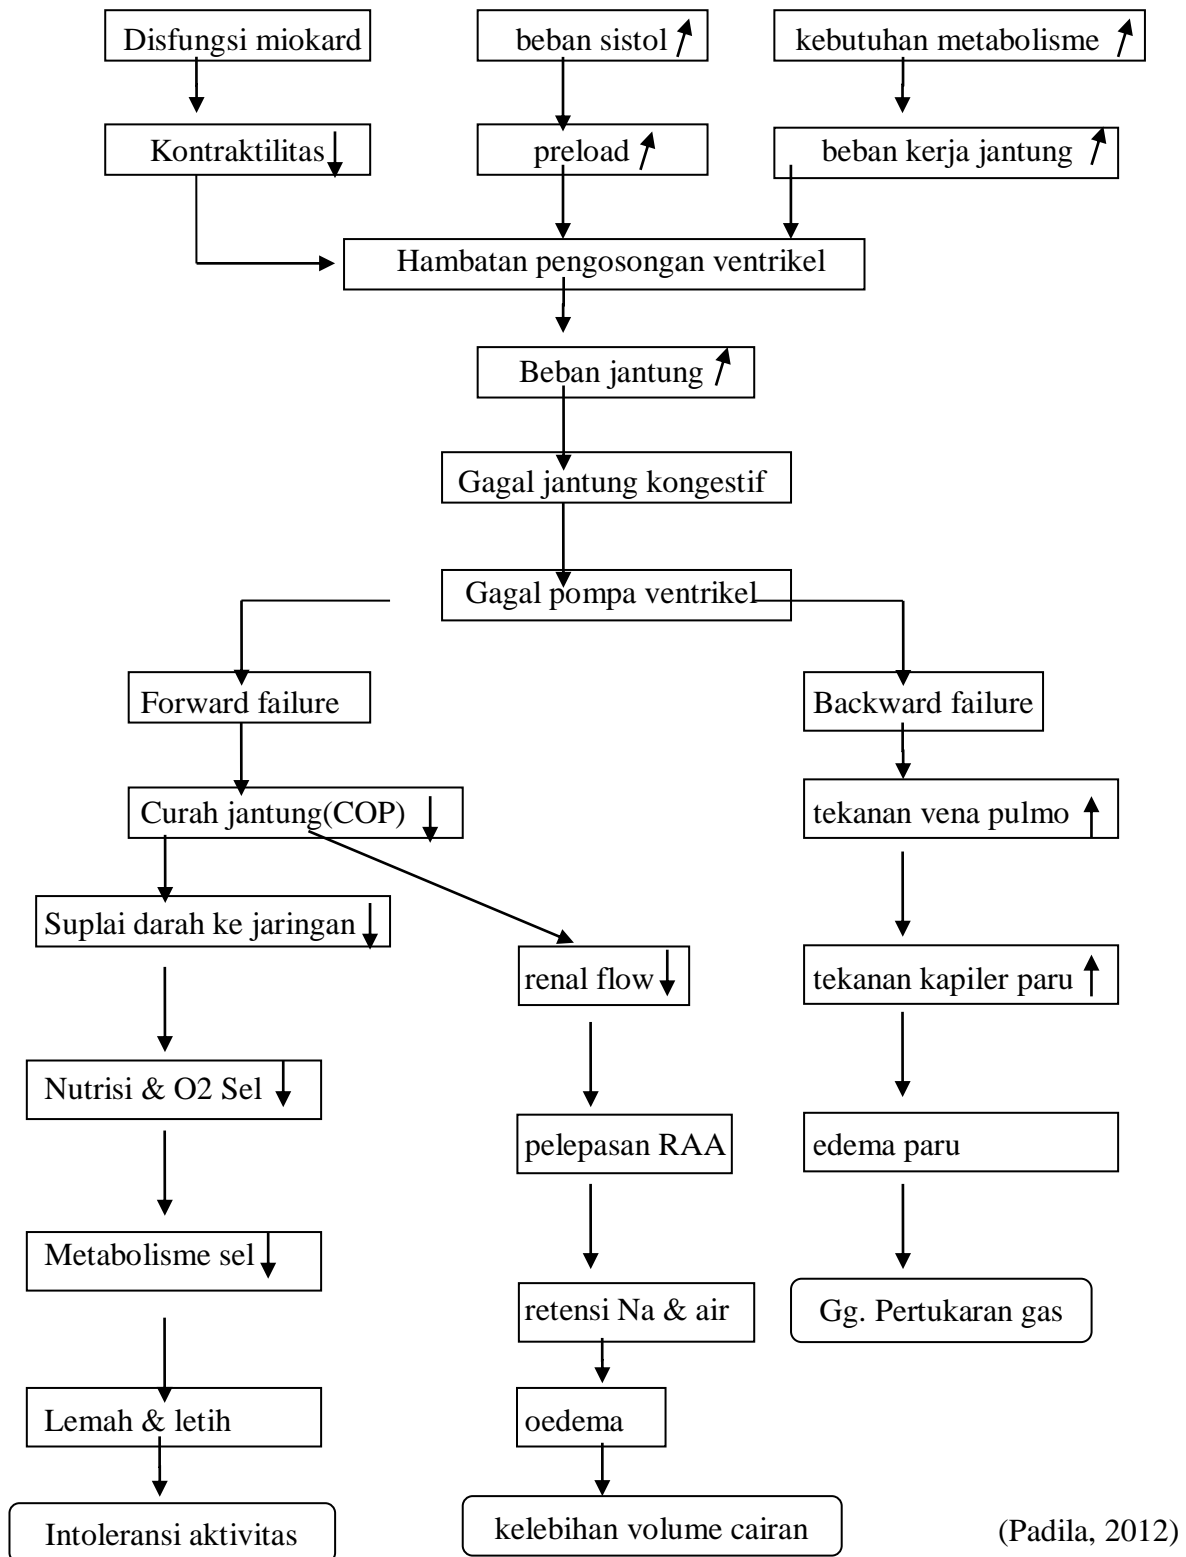 Disfungsi miokard
beban sistol
kebutuhan metabolisme
Kontraktilitas
preload
beban kerja jantung
Hambatan pengosongan ventrikel
Beban jantung
Gagal jantung kongestif
Gagal pompa ventrikel
Forward failure
Backward failure
Curah jantung(COP)
tekanan vena pulmo
Suplai darah ke jaringan
renal flow
tekanan kapiler paru
Nutrisi & O2 Sel
pelepasan RAA
edema paru
Metabolisme sel
retensi Na & air
Gg. Pertukaran gas
Lemah & letih
oedema
Intoleransi aktivitas
kelebihan volume cairan
(Padila, 2012)